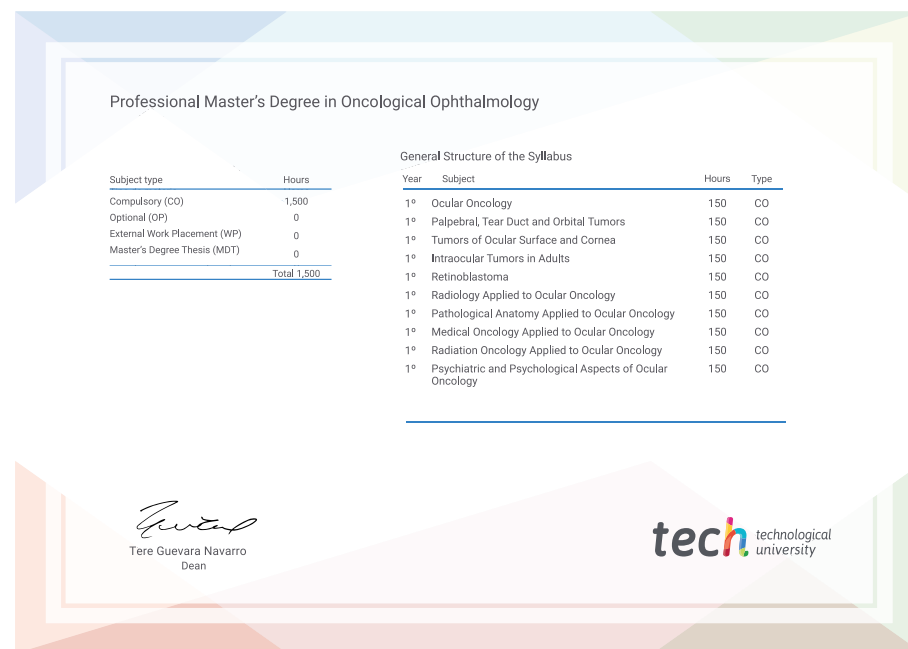 Professional Master's Degree in Oncological Ophthalmology
Subject type Hours
Compulsory (CO) 1,500
Optional (OP) 0
External Work Placement (WP) 0
Master's Degree Thesis (MDT) 0
Total 1,500
General Structure of the Syllabus
Year Subject Hours Type
1º Ocular Oncology 150 CO
1º Palpebral, Tear Duct and Orbital Tumors 150 CO
1º Tumors of Ocular Surface and Cornea 150 CO
1º Intraocular Tumors in Adults 150 CO
1º Retinoblastoma 150 CO
1º Radiology Applied to Ocular Oncology 150 CO
1º Pathological Anatomy Applied to Ocular Oncology 150 CO
1º Medical Oncology Applied to Ocular Oncology 150 CO
1º Radiation Oncology Applied to Ocular Oncology 150 CO
1º Psychiatric and Psychological Aspects of Ocular 150 CO
Oncology
Tere Guevara Navarro
Dean
tech technological
university